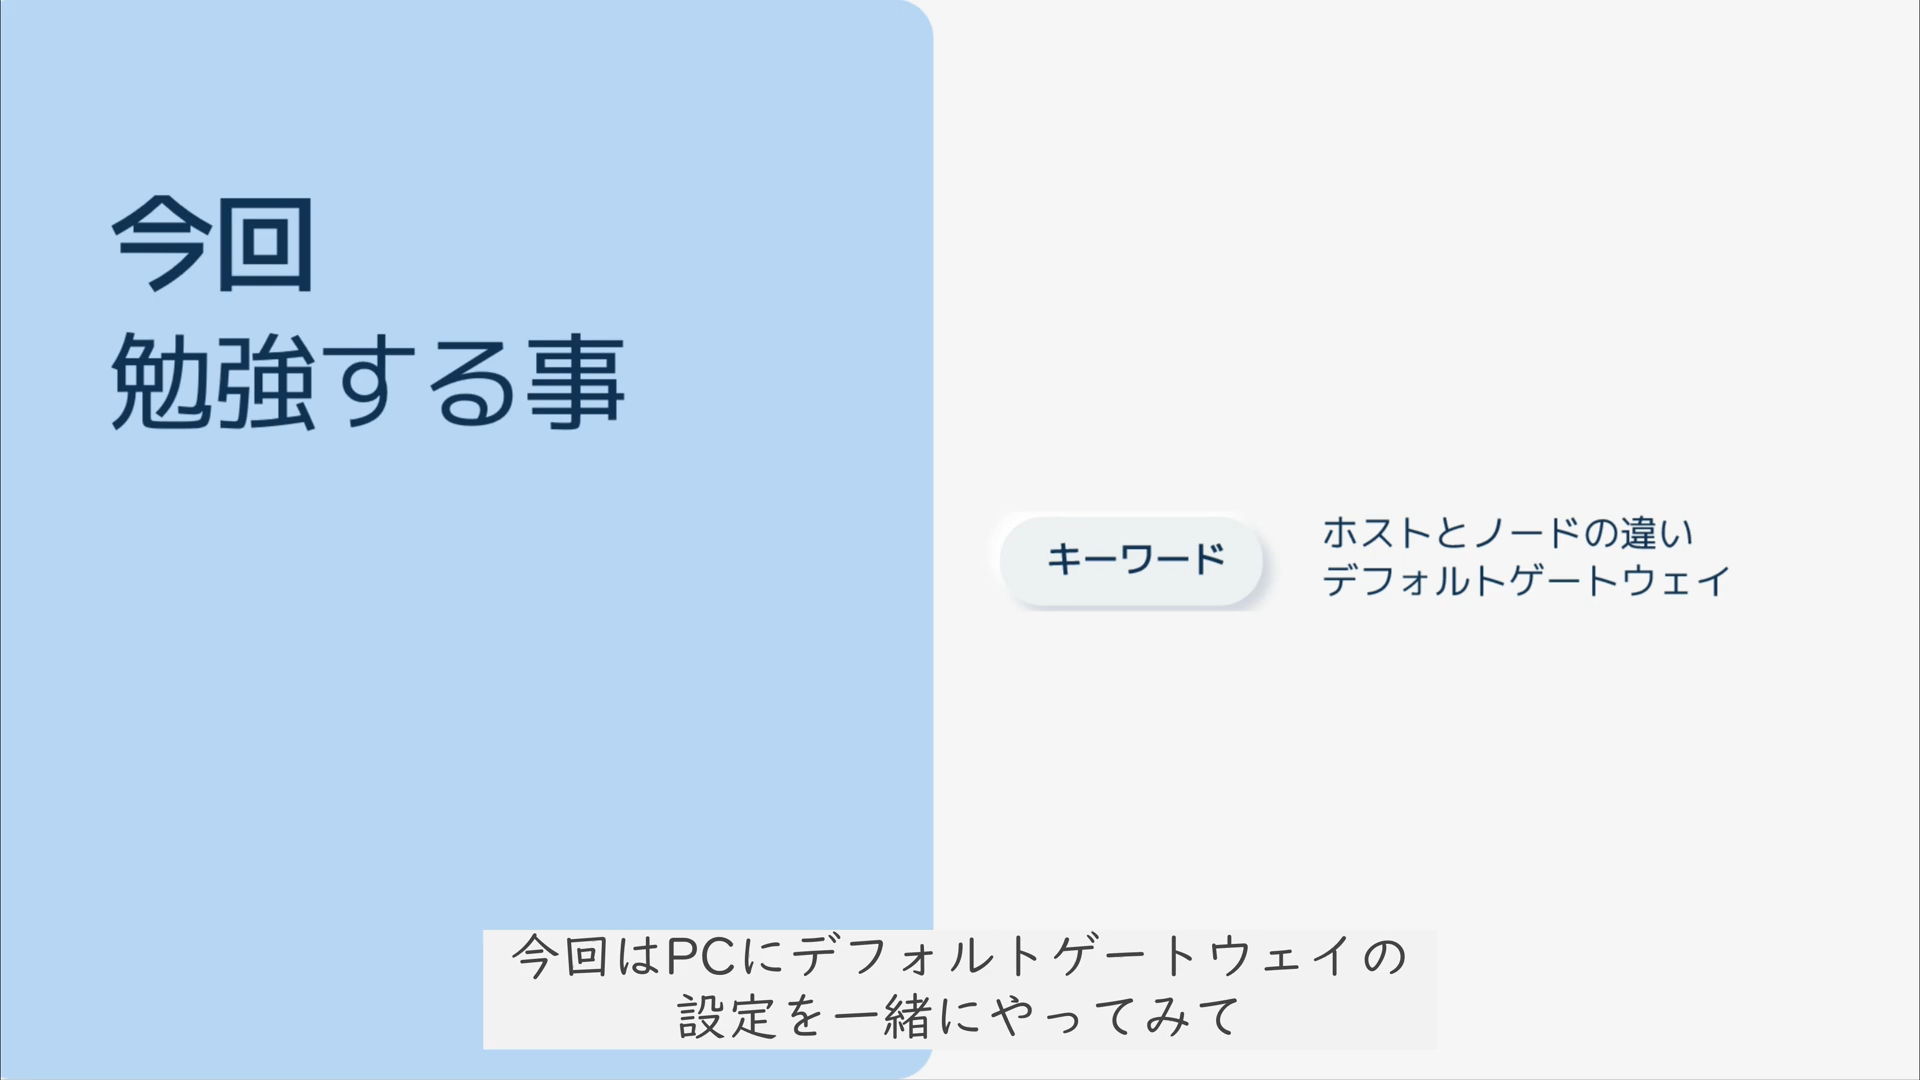 今回
勉強する事
キーワード
ホストとノードの違い
デフォルトゲートウェイ
今回はPCにデフォルトゲートウェイの
設定を一緒にやってみて